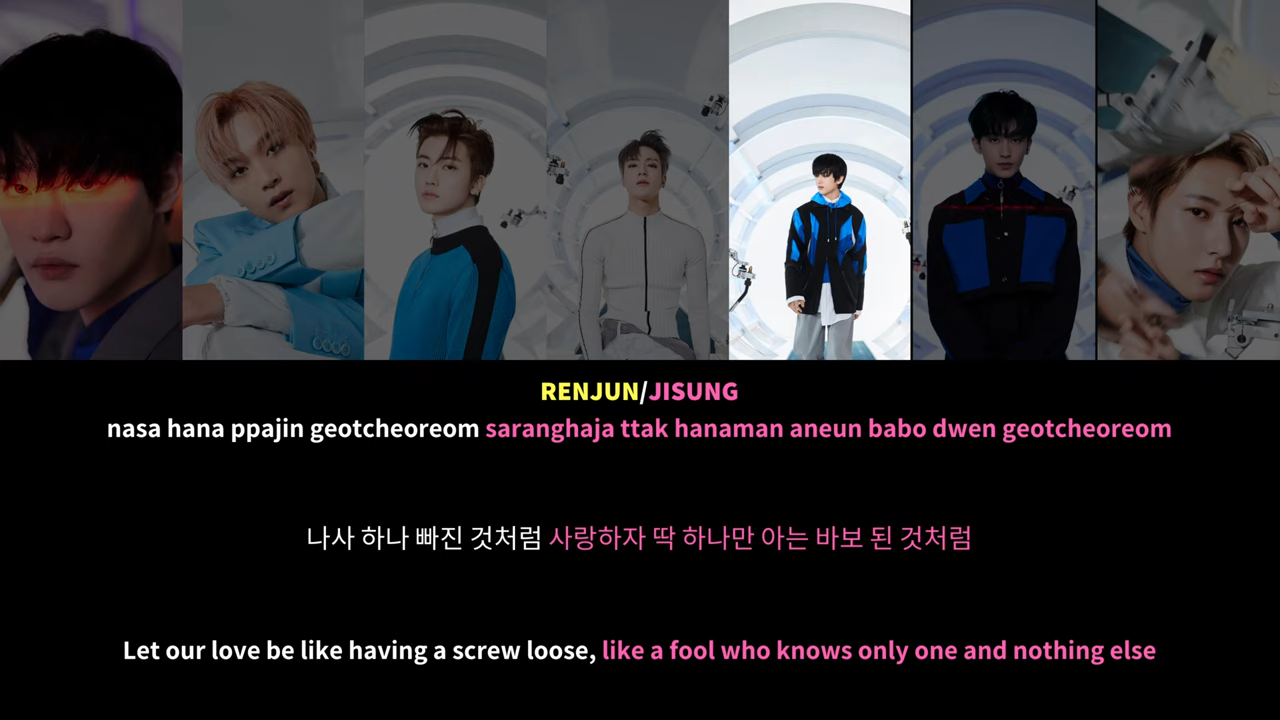 RENJUN/JISUNG
nasa hana ppajin geotcheoreom saranghaja ttak hanaman aneun babo dwen geotcheoreom
나사 하나 빠진 것처럼 사랑하자 딱 하나만 아는 바보 된 것처럼
Let our love be like having a screw loose, like a fool who knows only one and nothing else